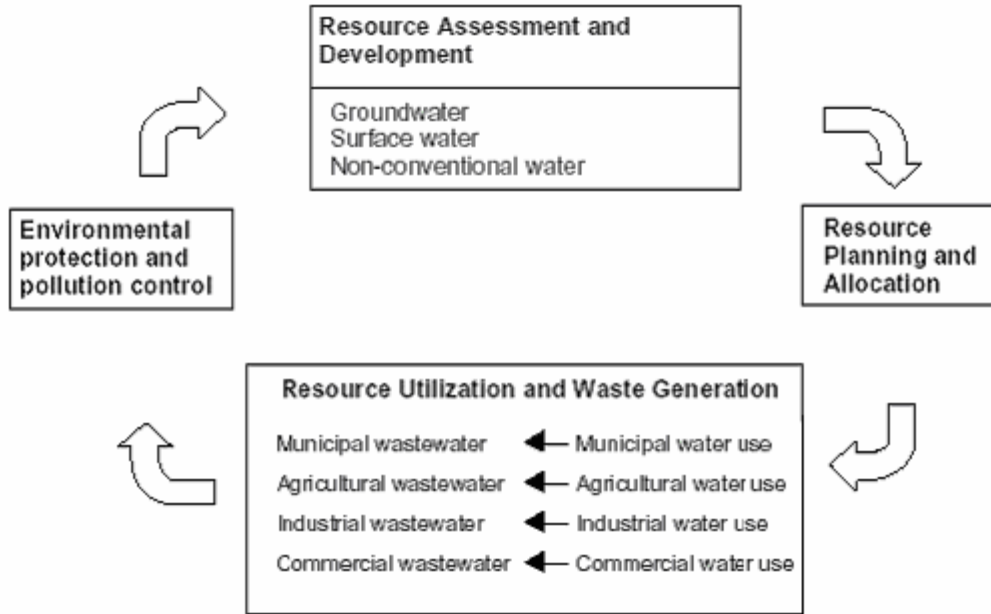 Resource Assessment and
Development
Groundwater
Surface water
Non-conventional water
Environmental
protection and
pollution control
Resource
Planning and
Allocation
Resource Utilization and Waste Generation
Municipal wastewater Municipal water use
Agricultural wastewater Agricultural water use
Industrial wastewater Industrial water use
Commercial wastewater Commercial water use